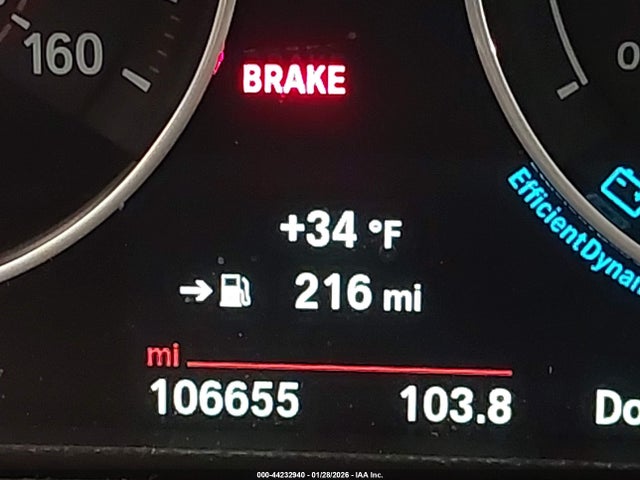 160
BRAKE
+34 °F
EfficientDynam
216 mi
mi
106655 103.8 Do
000-44232940 - 01/28/2026 - IAA Inc.